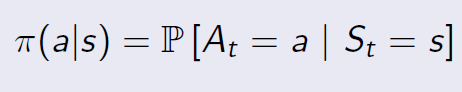 π(a|s) = ℙ [A_t = a | S_t = s]